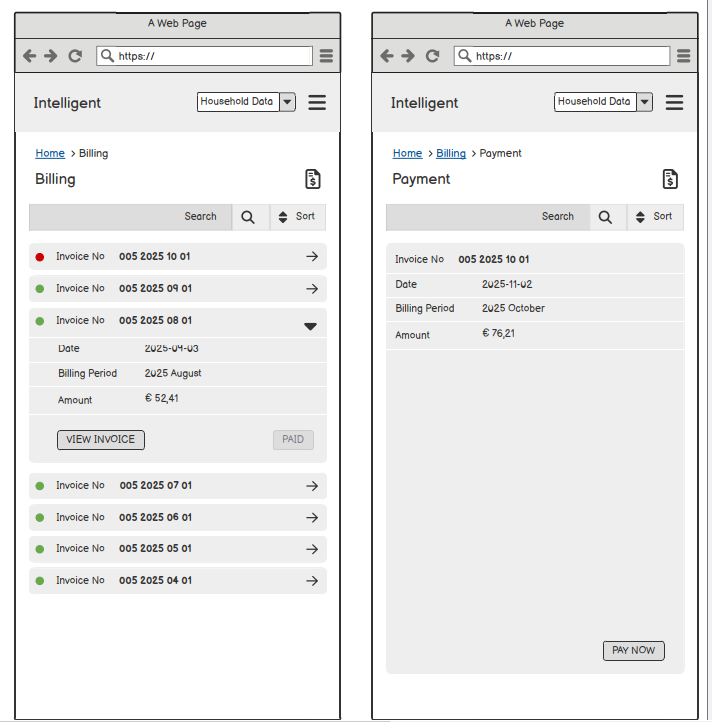 A Web Page
https://
Intelligent
Household Data
Home > Billing
Billing
$
Search
Sort
Invoice No 005 2025 10 01
Invoice No 005 2025 09 01
Invoice No 005 2025 08 01
Date 2025-09-03
Billing Period 2025 August
Amount € 52,41
VIEW INVOICE
PAID
Invoice No 005 2025 07 01
Invoice No 005 2025 06 01
Invoice No 005 2025 05 01
Invoice No 005 2025 04 01
A Web Page
https://
Intelligent
Household Data
Home > Billing > Payment
Payment
$
Search
Sort
Invoice No 005 2025 10 01
Date 2025-11-02
Billing Period 2025 October
Amount € 76,21
PAY NOW